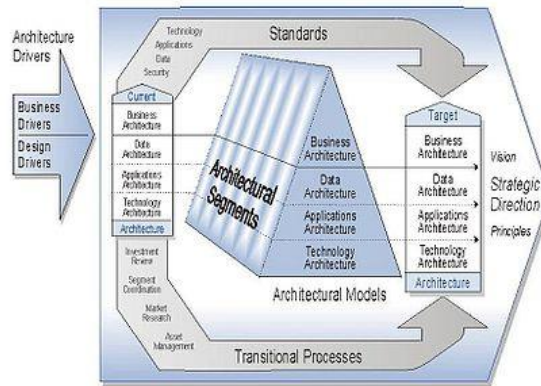 Architecture
Drivers
Business
Drivers
Design
Drivers
Technology
Applications
Data
Security
Standards
Current
Business
Architecture
Data
Architecture
Applications
Architecture
Technology
Architecture
Architecture
Investment
Review
Segment
Coordination
Market
Research
Asset
Management
Transitional Processes
Architectural
Segments
Business
Architecture
Data
Architecture
Applications
Architecture
Technology
Architecture
Architectural Models
Target
Business
Architecture
Data
Architecture
Applications
Architecture
Technology
Architecture
Architecture
Vision
Strategic
Direction
Principles